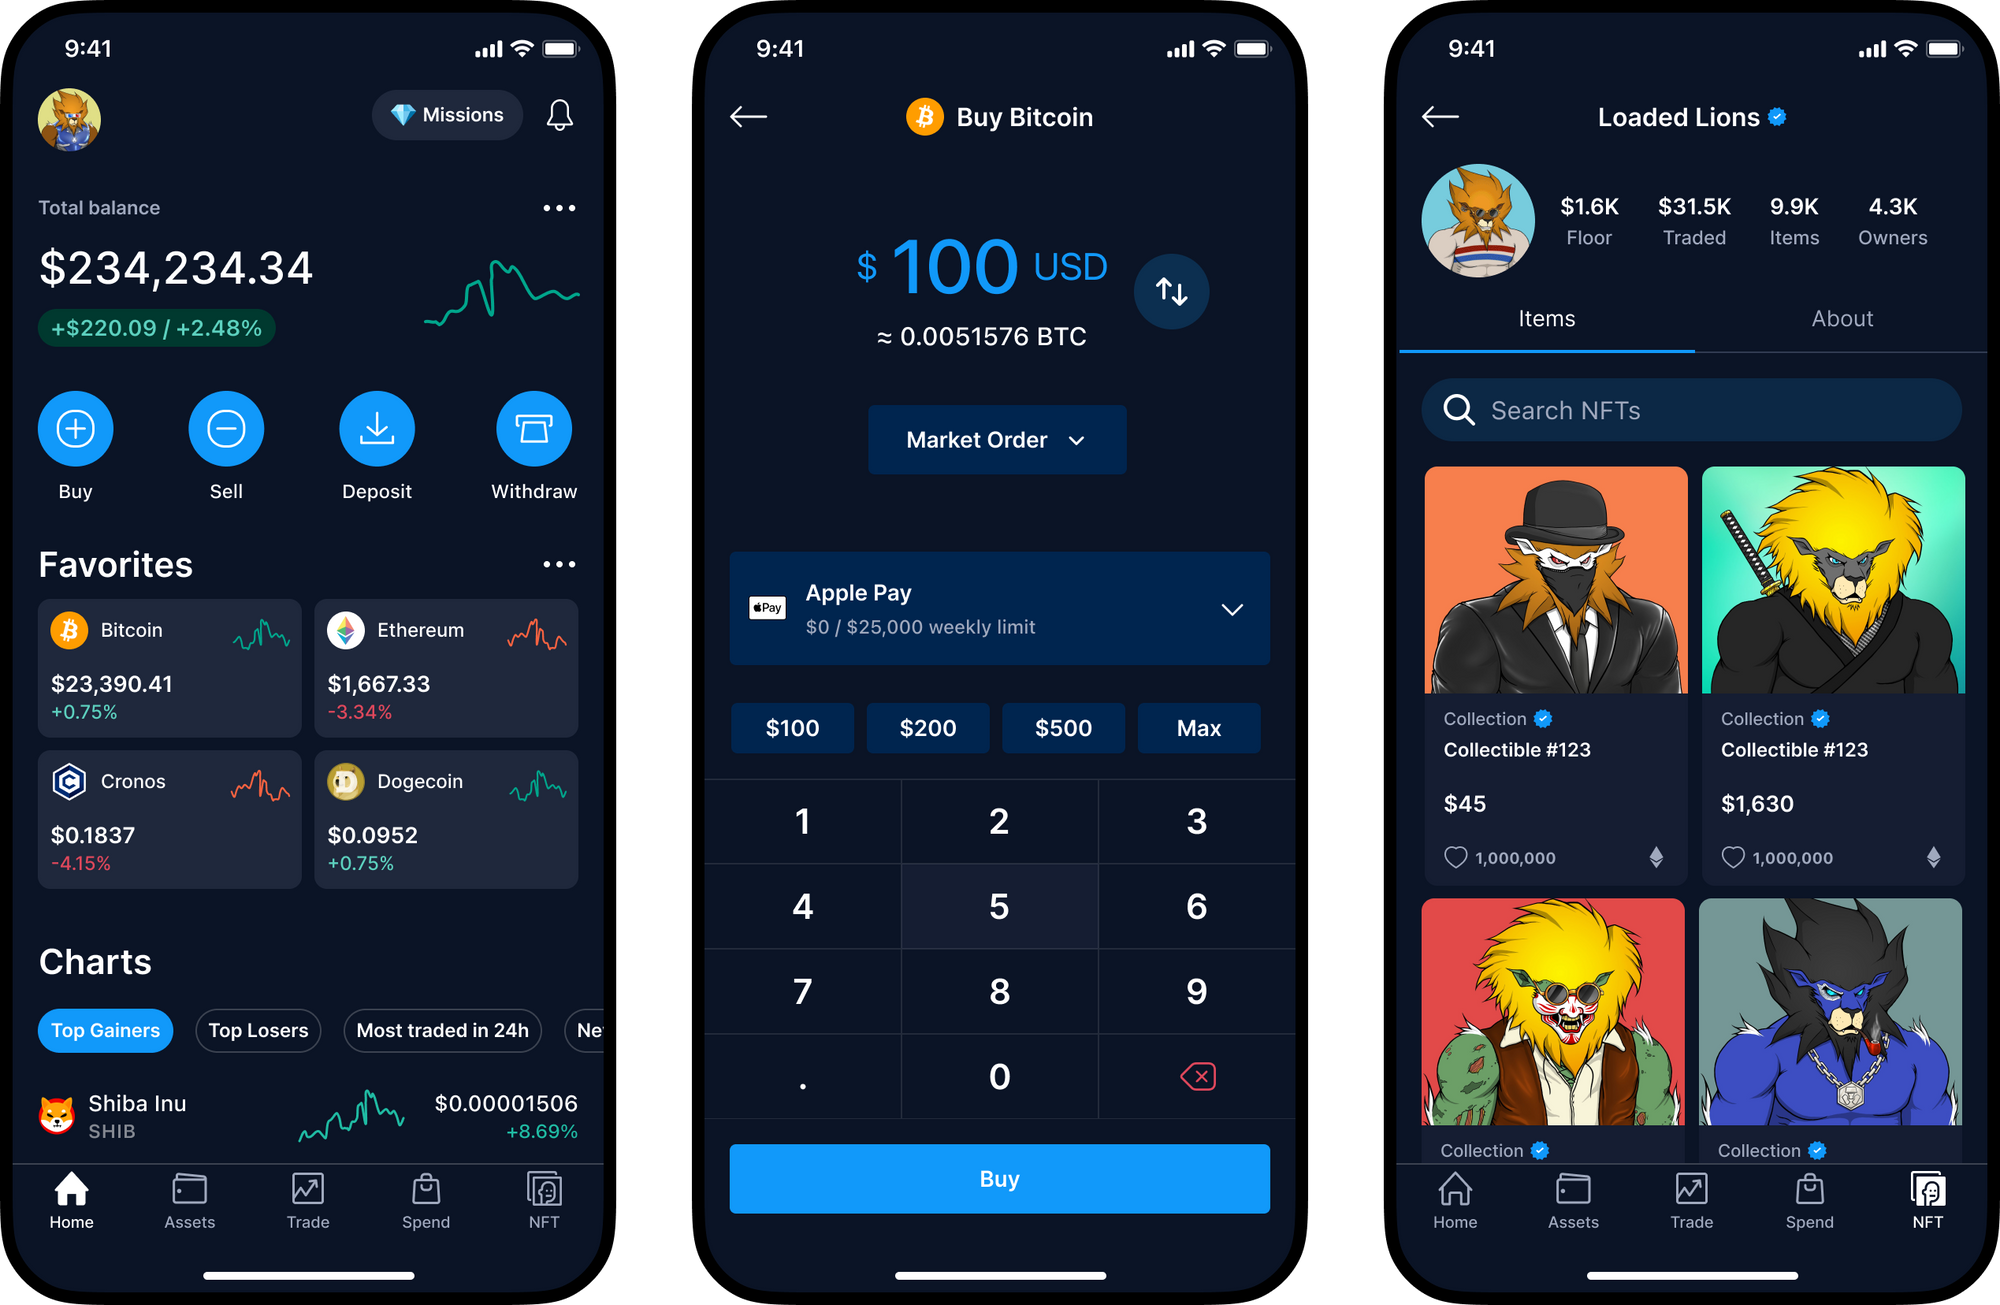 9:41
Missions
Total balance
$234,234.34
+$220.09 / +2.48%
Buy Sell Deposit Withdraw
Favorites
Bitcoin
$23,390.41
+0.75%
Ethereum
$1,667.33
-3.34%
Cronos
$0.1837
-4.15%
Dogecoin
$0.0952
+0.75%
Charts
Top Gainers Top Losers Most traded in 24h
Shiba Inu $0.00001506
SHIB +8.69%
Home Assets Trade Spend NFT
9:41
Buy Bitcoin
$ 100 USD
≈ 0.0051576 BTC
Market Order
Pay
Apple Pay
$0 / $25,000 weekly limit
$100 $200 $500 Max
1 2 3
4 5 6
7 8 9
. 0
Buy
9:41
Loaded Lions
$1.6K $31.5K 9.9K 4.3K
Floor Traded Items Owners
Items About
Search NFTs
Collection
Collectible #123
$45
1,000,000
Collection
Collectible #123
$1,630
1,000,000
Collection
Collection
Home Assets Trade Spend NFT